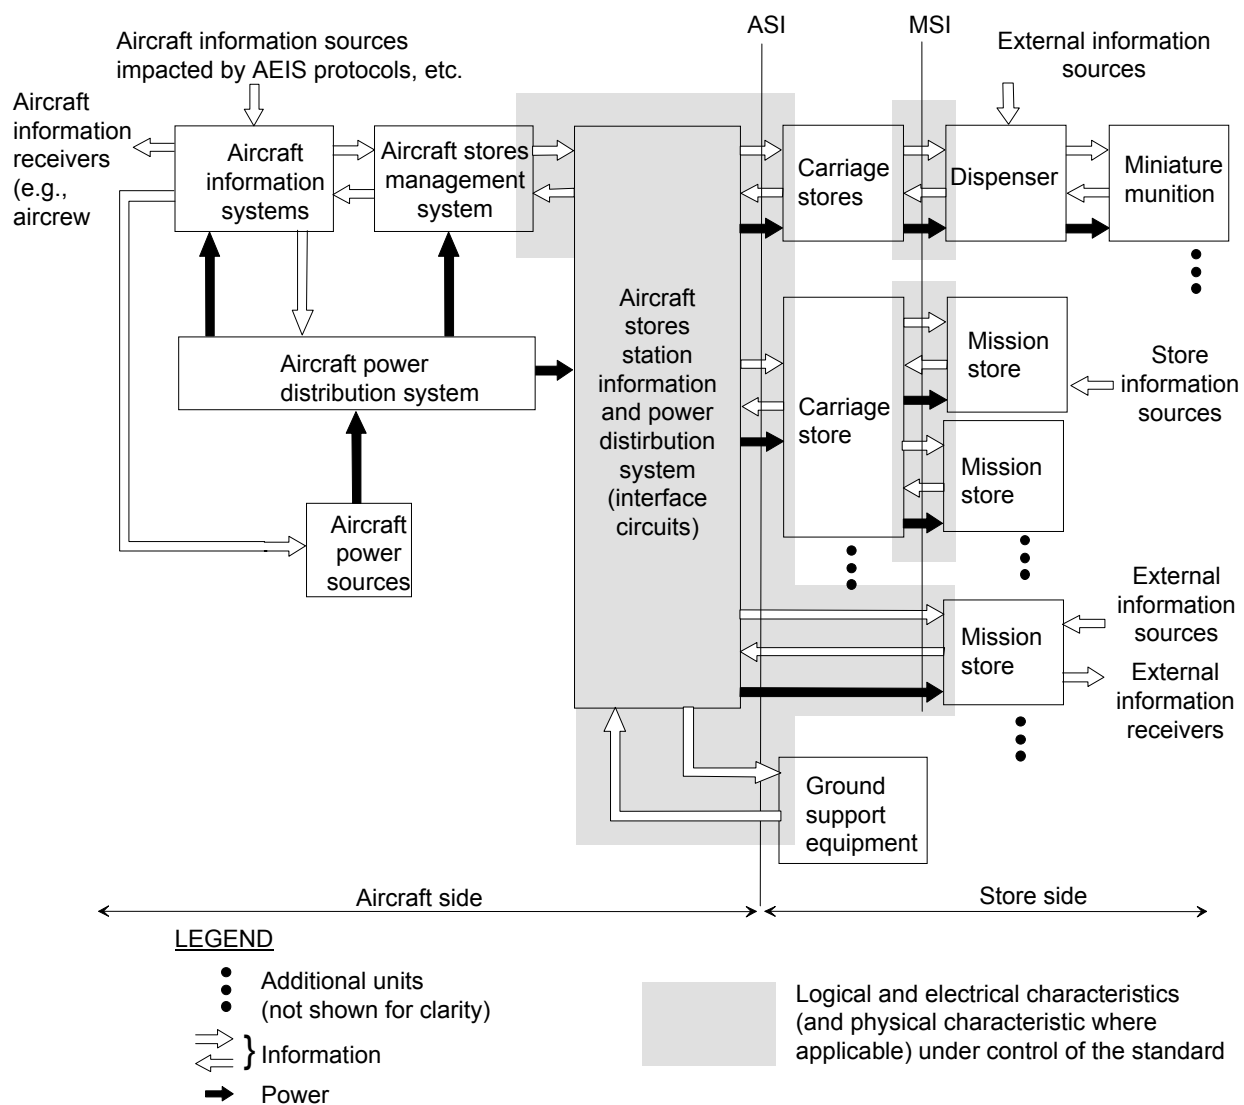 ASI
MSI
Aircraft information sources
impacted by AEIS protocols, etc.
External information
sources
Aircraft
information
receivers
(e.g.,
aircrew
Aircraft
information
systems
Aircraft stores
management
system
Carriage
stores
Dispenser
Miniature
munition
Aircraft
stores
station
information
and power
distirbution
system
(interface
circuits)
Aircraft power
distribution system
Carriage
store
Mission
store
Store
information
sources
Mission
store
Aircraft
power
sources
Mission
store
External
information
sources
External
information
receivers
Ground
support
equipment
Aircraft side
Store side
LEGEND
Additional units
(not shown for clarity)
Information
Power
Logical and electrical characteristics
(and physical characteristic where
applicable) under control of the standard